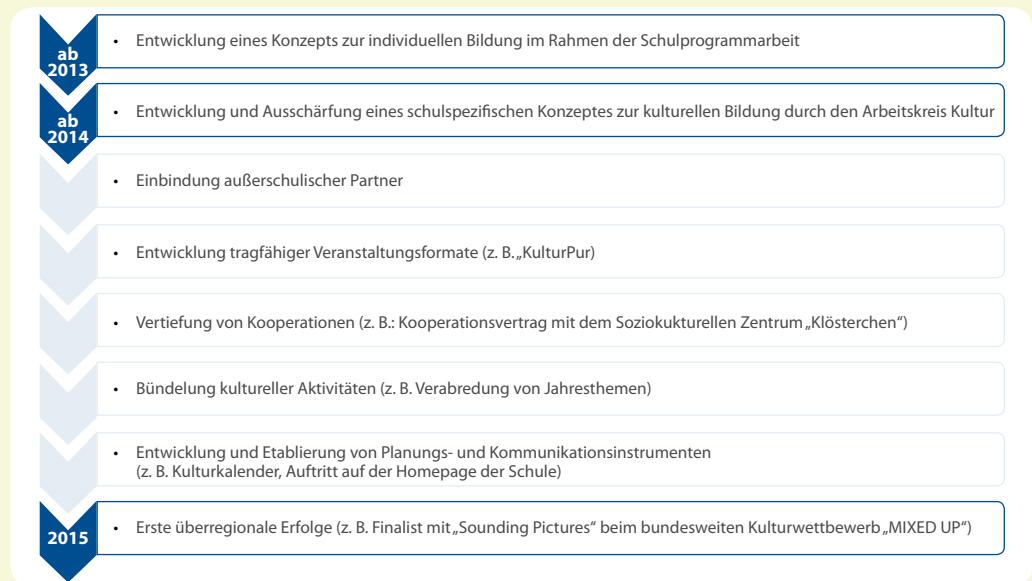 ab
2013
• Entwicklung eines Konzepts zur individuellen Bildung im Rahmen der Schulprogrammarbeit
ab
2014
• Entwicklung und Ausschärfung eines schulspezifischen Konzeptes zur kulturellen Bildung durch den Arbeitskreis Kultur
• Einbindung außerschulischer Partner
• Entwicklung tragfähiger Veranstaltungsformate (z. B. „KulturPur)
• Vertiefung von Kooperationen (z. B.: Kooperationsvertrag mit dem Soziokukturellen Zentrum „Klösterchen“)
• Bündelung kultureller Aktivitäten (z. B. Verabredung von Jahresthemen)
• Entwicklung und Etablierung von Planungs- und Kommunikationsinstrumenten
(z. B. Kulturkalender, Auftritt auf der Homepage der Schule)
2015
• Erste überregionale Erfolge (z. B. Finalist mit „Sounding Pictures“ beim bundesweiten Kulturwettbewerb „MIXED UP“)